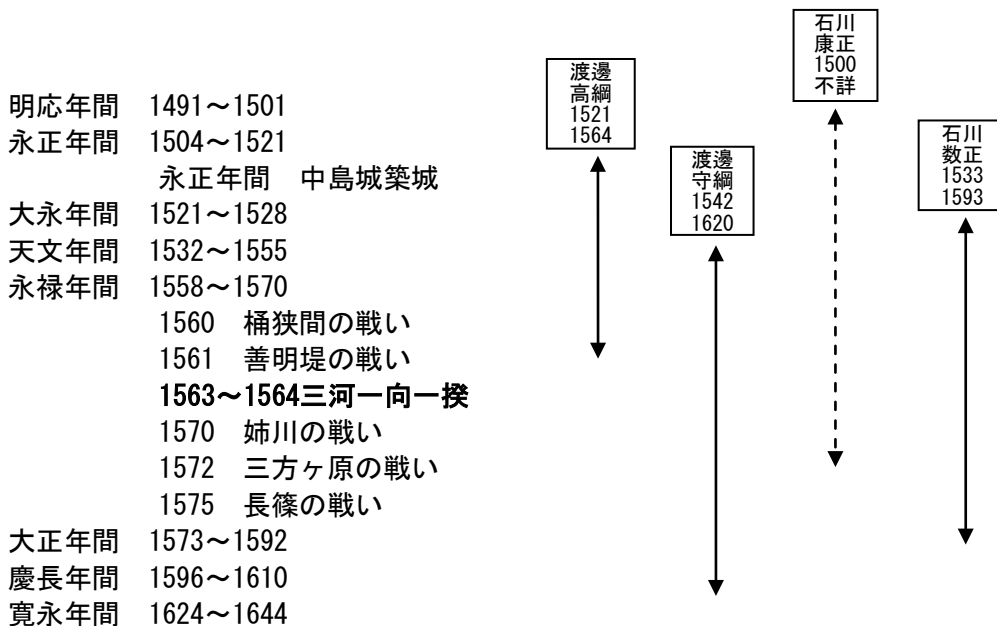 明応年間　1491～1501
永正年間　1504～1521
永正年間　中島城築城
大永年間　1521～1528
天文年間　1532～1555
永禄年間　1558～1570
1560　桶狭間の戦い
1561　善明堤の戦い
1563～1564三河一向一揆
1570　姉川の戦い
1572　三方ヶ原の戦い
1575　長篠の戦い
大正年間　1573～1592
慶長年間　1596～1610
寛永年間　1624～1644
渡邊
高綱
1521
1564
渡邊
守綱
1542
1620
石川
康正
1500
不詳
石川
数正
1533
1593